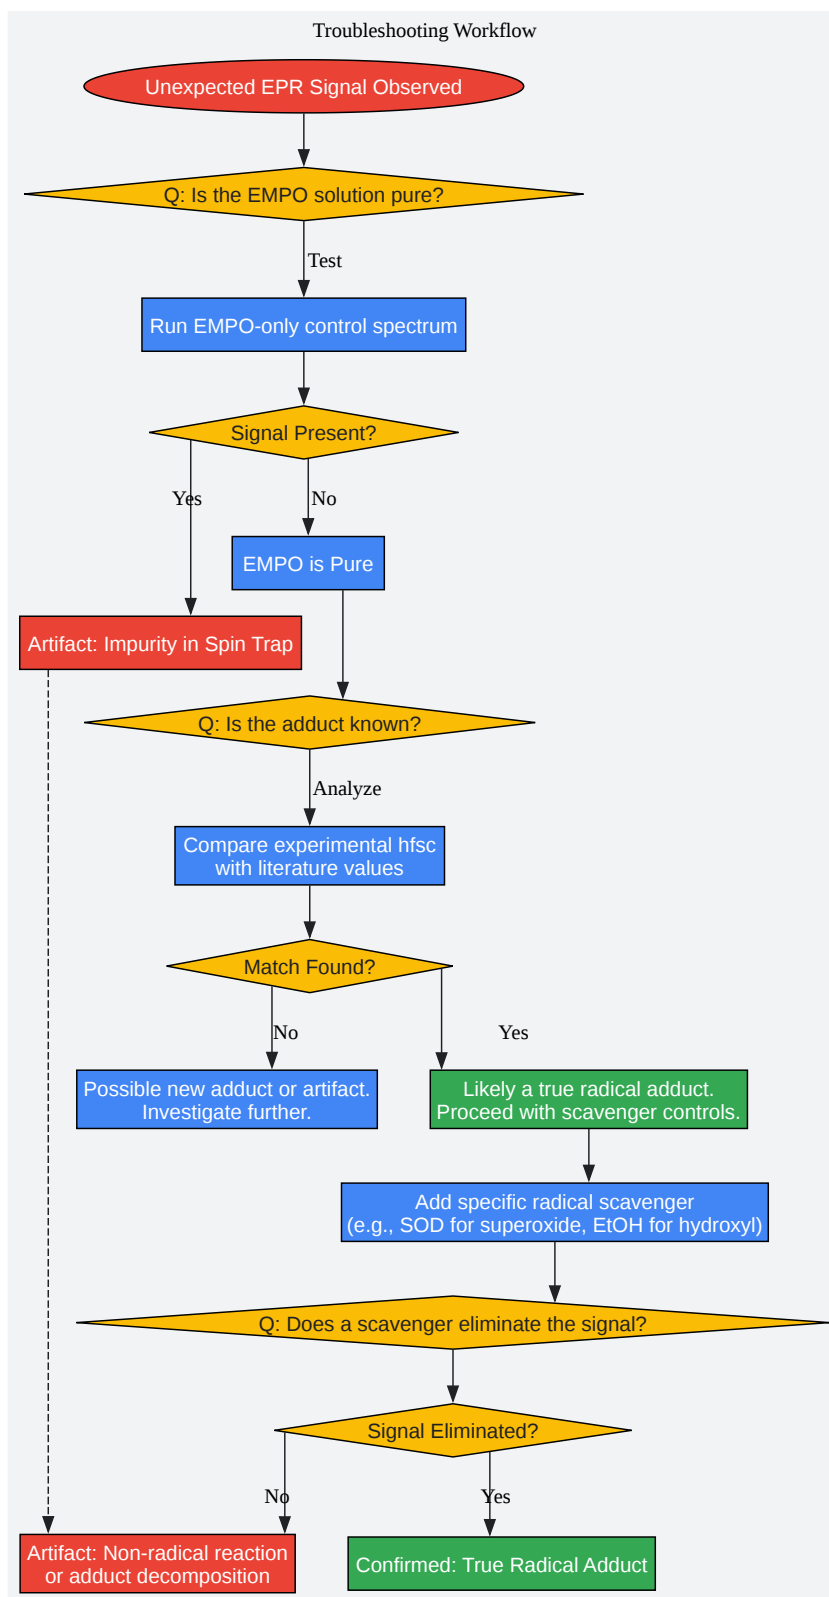 Troubleshooting Workflow
Unexpected EPR Signal Observed
Q: Is the EMPO solution pure?
Test
Run EMPO-only control spectrum
Signal Present?
Yes
No
EMPO is Pure
Artifact: Impurity in Spin Trap
Q: Is the adduct known?
Analyze
Compare experimental hfsc
with literature values
Match Found?
No
Yes
Possible new adduct or artifact.
Investigate further.
Likely a true radical adduct.
Proceed with scavenger controls.
Add specific radical scavenger
(e.g., SOD for superoxide, EtOH for hydroxyl)
Q: Does a scavenger eliminate the signal?
Signal Eliminated?
No
Yes
Artifact: Non-radical reaction
or adduct decomposition
Confirmed: True Radical Adduct